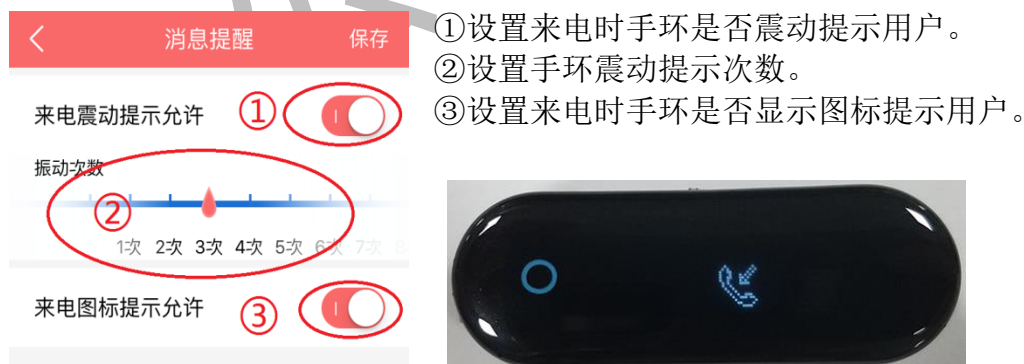 消息提醒
保存
来电震动提示允许
①
振动次数
②
1次 2次 3次 4次 5次 6次 7次
来电图标提示允许
③
①设置来电时手环是否震动提示用户。
②设置手环震动提示次数。
③设置来电时手环是否显示图标提示用户。